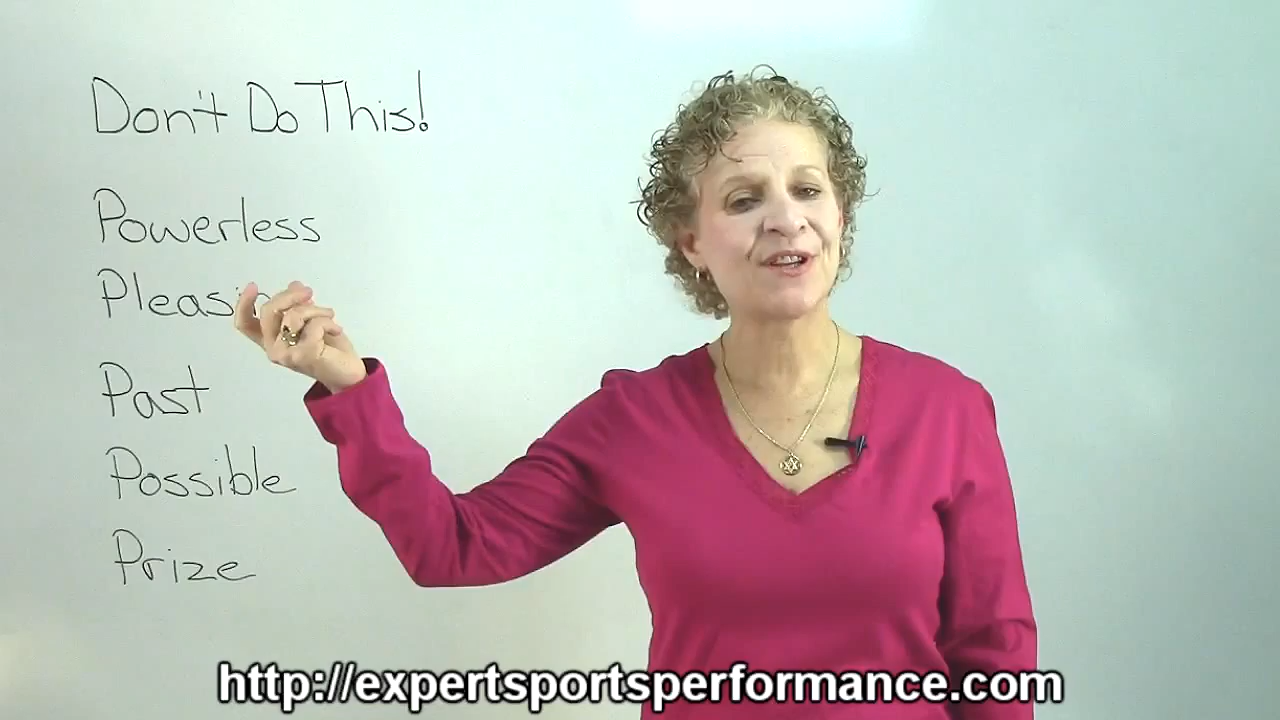 Don't Do This!
Powerless
Past
Possible
Prize
http://expertsportsperformance.com